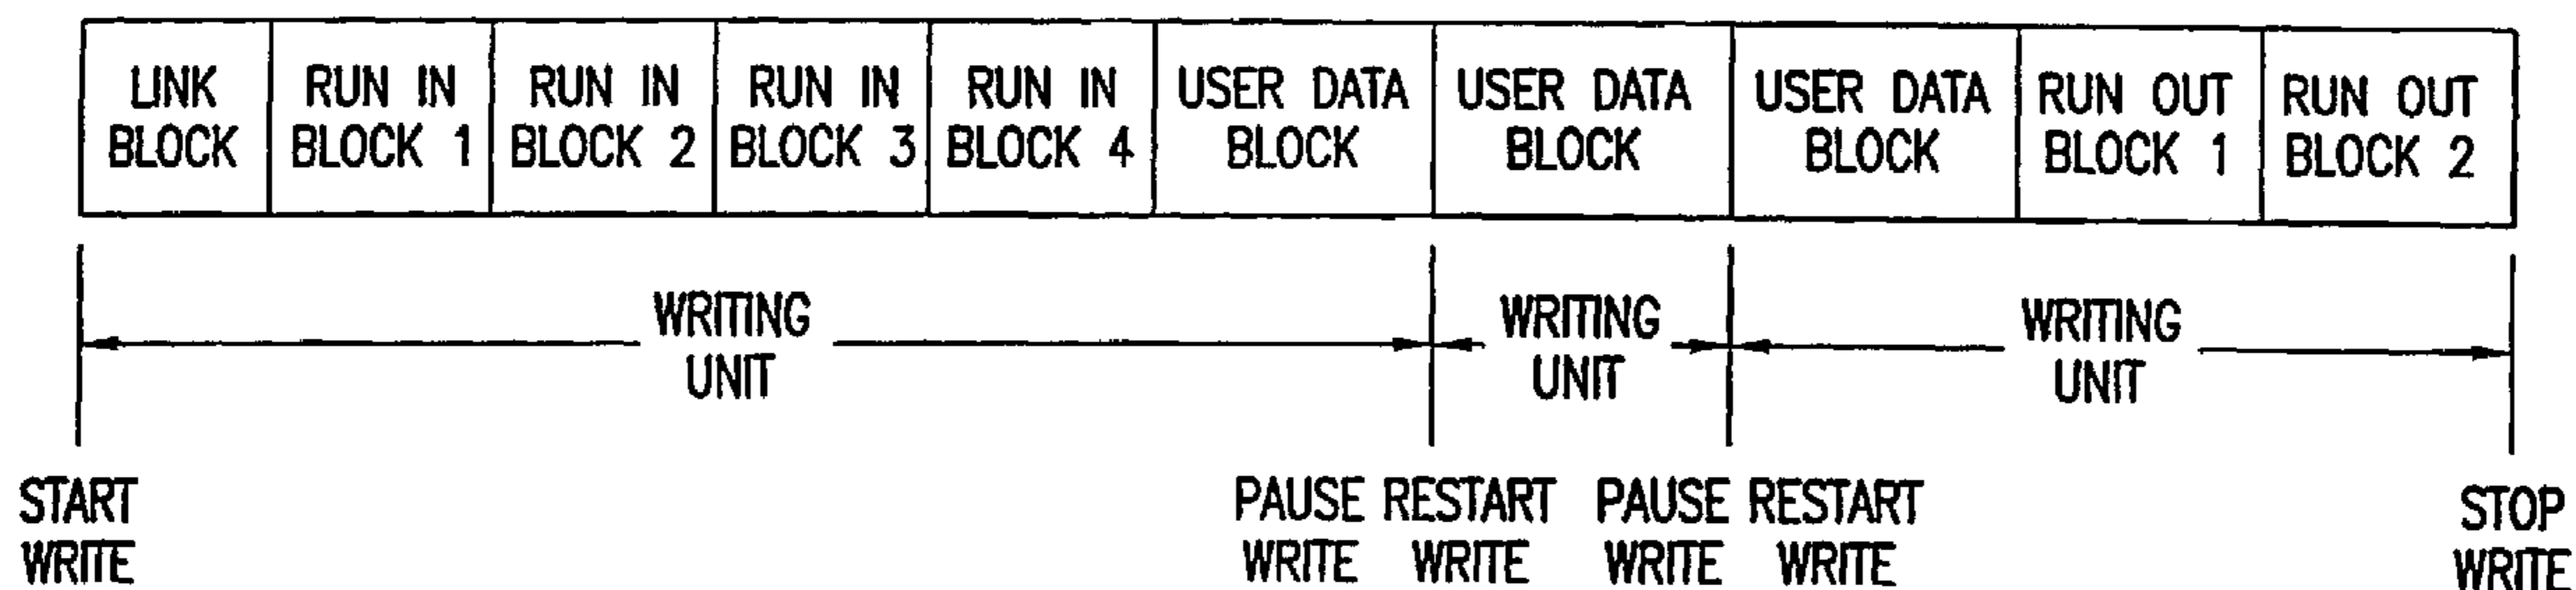 LINK BLOCK
RUN IN BLOCK 1
RUN IN BLOCK 2
RUN IN BLOCK 3
RUN IN BLOCK 4
USER DATA BLOCK
USER DATA BLOCK
USER DATA BLOCK
RUN OUT BLOCK 1
RUN OUT BLOCK 2
WRITING UNIT
WRITING UNIT
WRITING UNIT
START WRITE
PAUSE WRITE
RESTART WRITE
PAUSE WRITE
RESTART WRITE
STOP WRITE